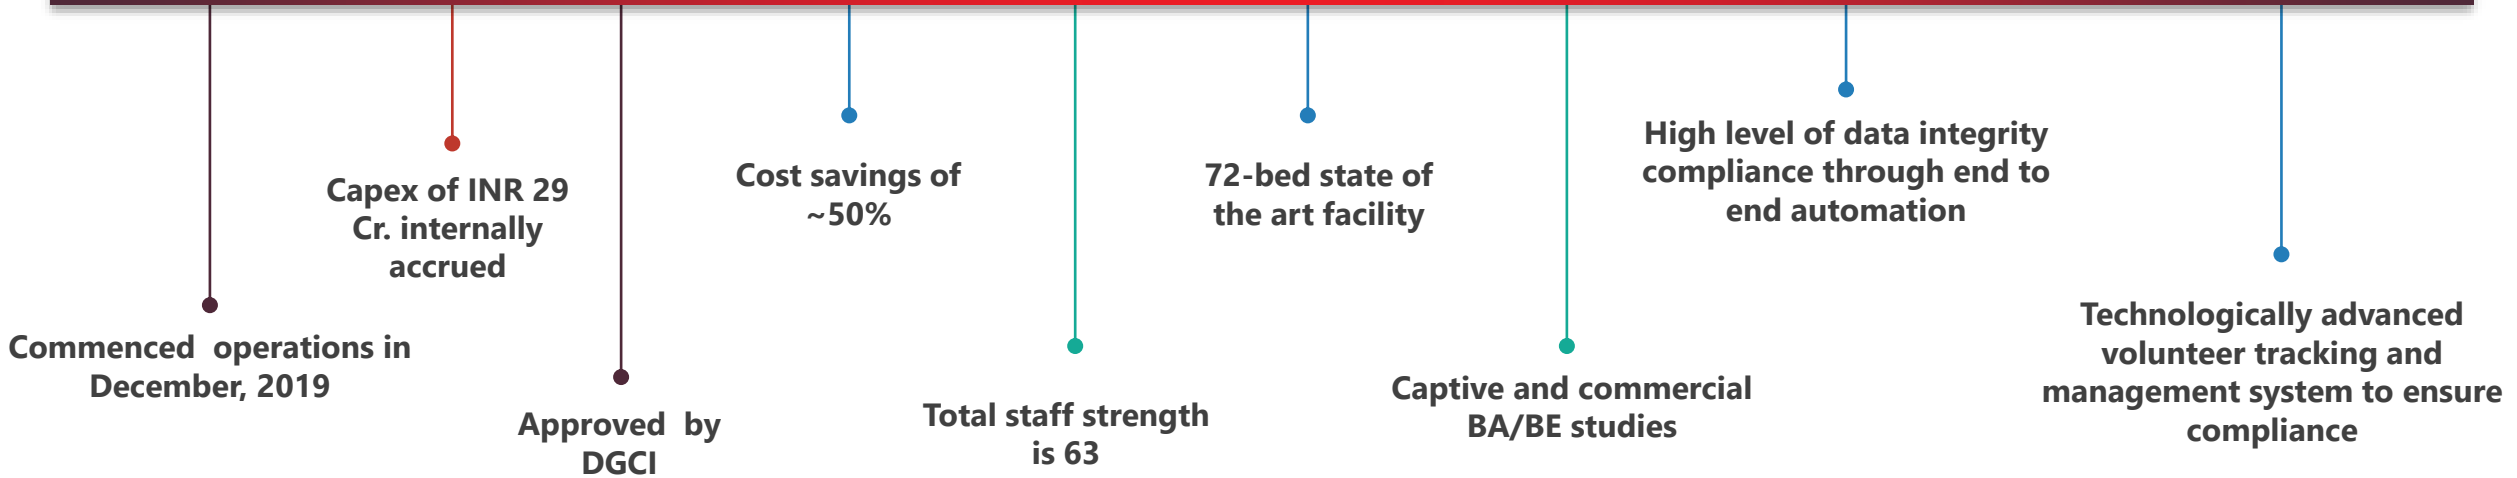 Commenced  operations in
December, 2019
Capex of INR 29
Cr. internally
accrued
Approved  by
DGCI
Cost savings of
~50%
Total staff strength
is 63
72-bed state of
the art facility
Captive and commercial
BA/BE studies
High level of data integrity
compliance through end to
end automation
Technologically advanced
volunteer tracking and
management system to ensure
compliance